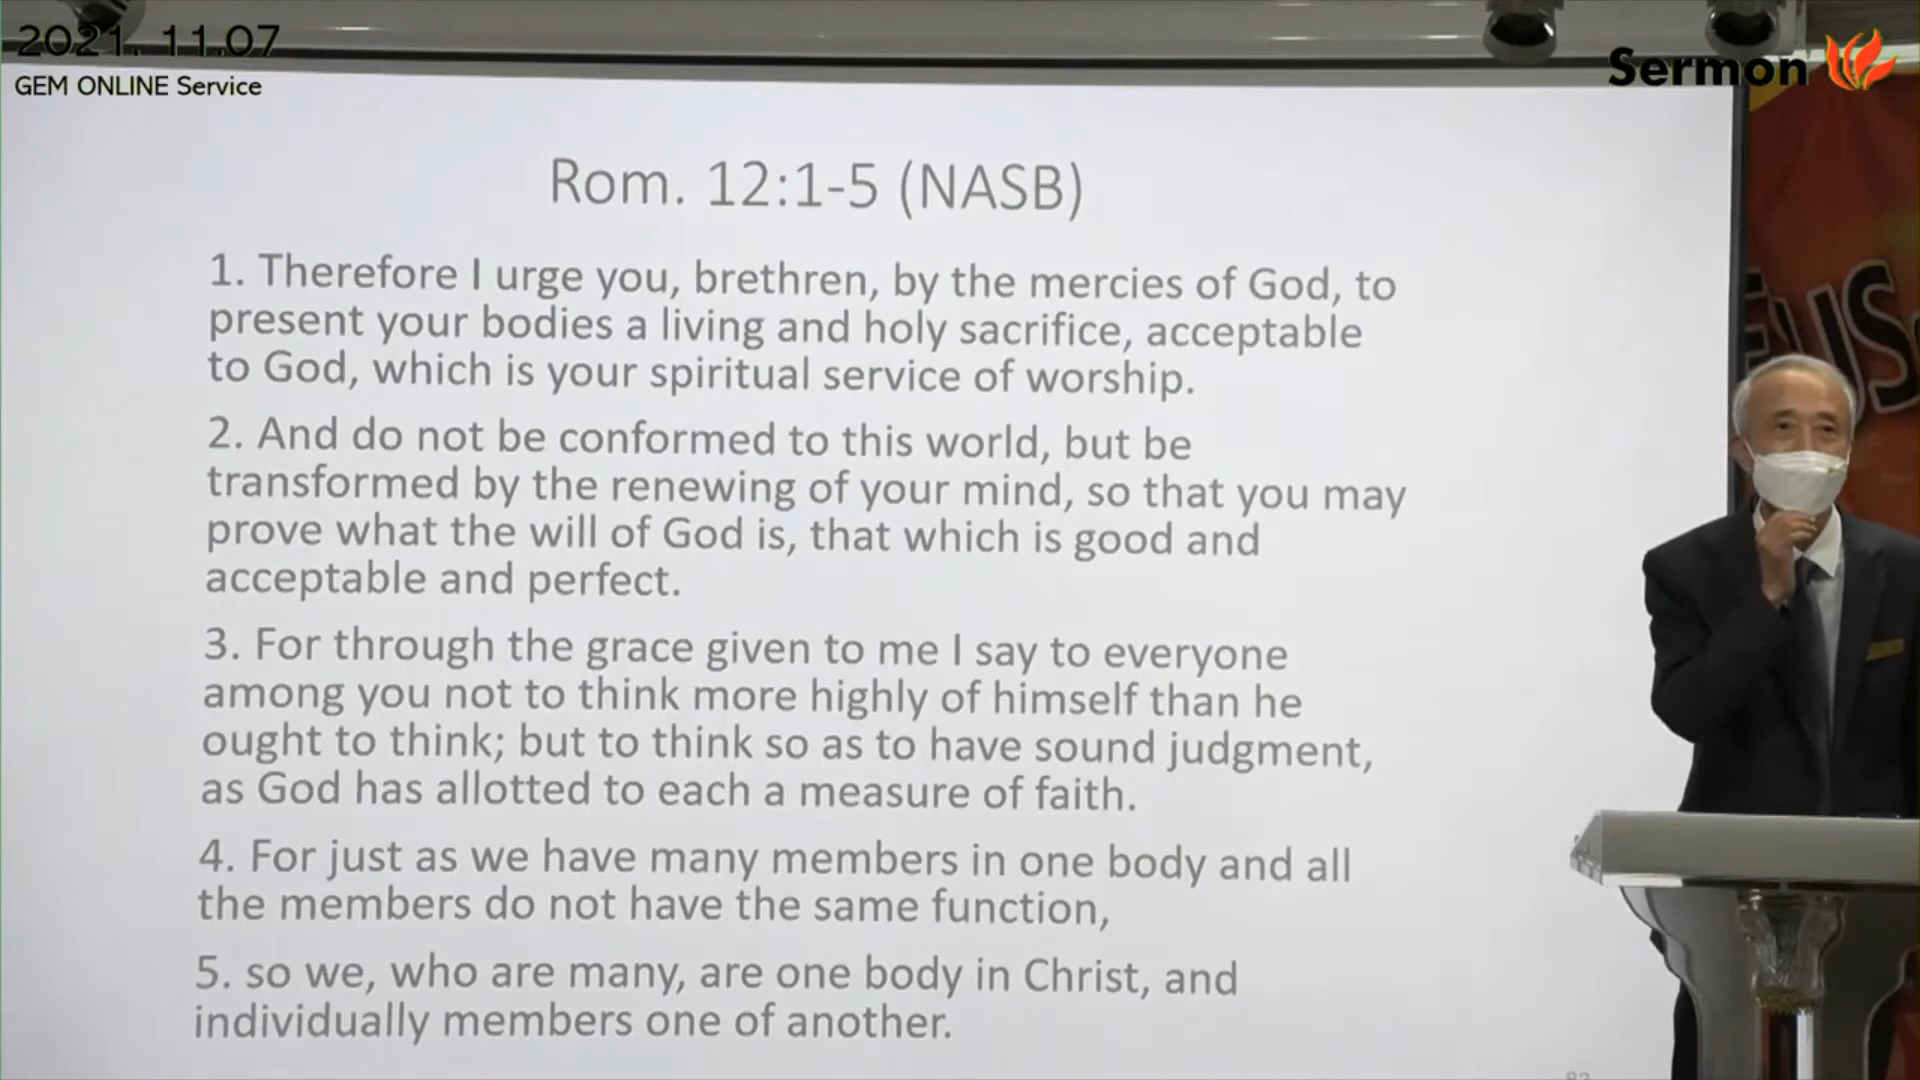 2021. 11.07
GEM ONLINE Service
Sermon
Rom. 12:1-5 (NASB)
1. Therefore I urge you, brethren, by the mercies of God, to
present your bodies a living and holy sacrifice, acceptable
to God, which is your spiritual service of worship.
2. And do not be conformed to this world, but be
transformed by the renewing of your mind, so that you may
prove what the will of God is, that which is good and
acceptable and perfect.
3. For through the grace given to me I say to everyone
among you not to think more highly of himself than he
ought to think; but to think so as to have sound judgment,
as God has allotted to each a measure of faith.
4. For just as we have many members in one body and all
the members do not have the same function,
5. so we, who are many, are one body in Christ, and
individually members one of another.